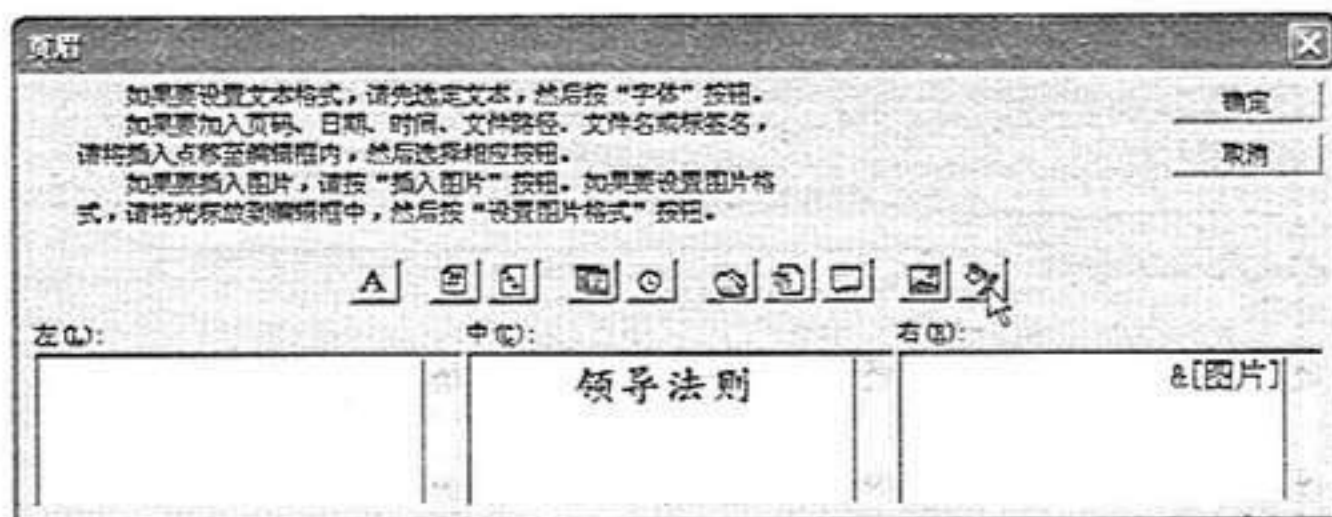 页眉
如果要设置文本格式，请先选定文本，然后按“字体”按钮。
如果要加入页码、日期、时间、文件路径、文件名或标签名，
请将插入点移至编辑框内，然后选择相应按钮。
如果要插入图片，请按“插入图片”按钮。如果要设置图片格
式，请将光标放到编辑框中，然后按“设置图片格式”按钮。
确定
取消
A
左(L):
中(C):
右(R):
领导法则
&[图片]